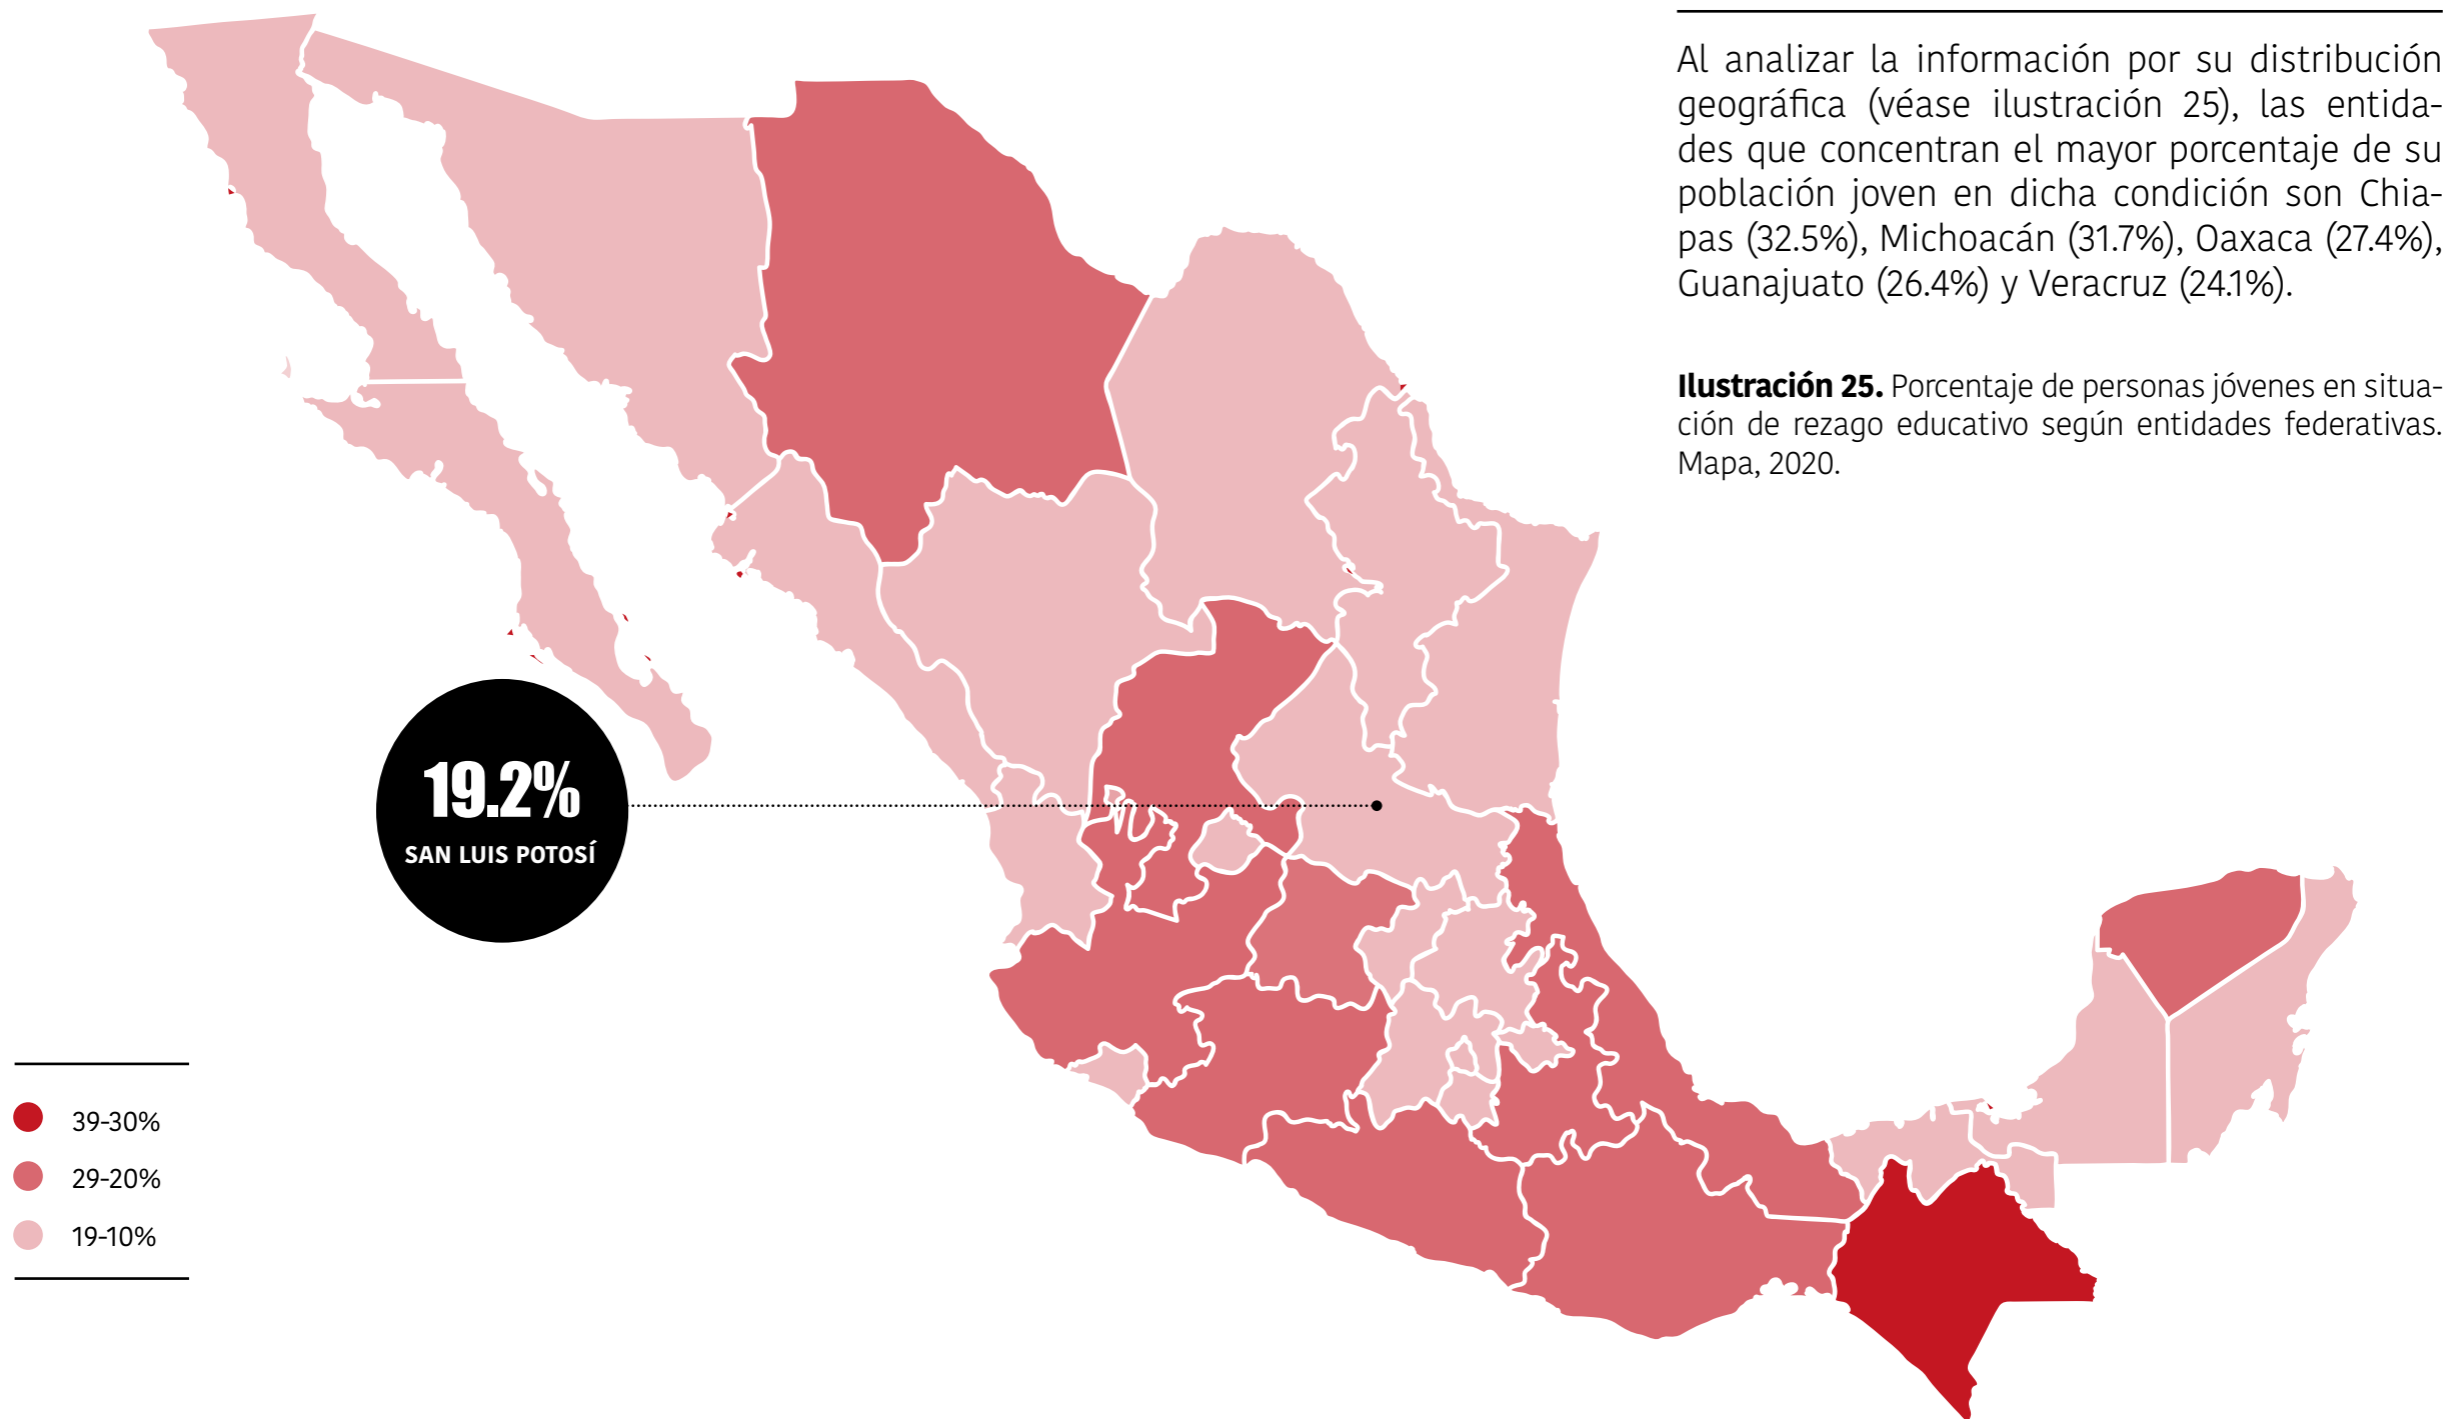 Al analizar la información por su distribución
geográfica (véase ilustración 25), las entida-
des que concentran el mayor porcentaje de su
población joven en dicha condición son Chia-
pas (32.5%), Michoacán (31.7%), Oaxaca (27.4%),
Guanajuato (26.4%) y Veracruz (24.1%).
Ilustración 25. Porcentaje de personas jóvenes en situa-
ción de rezago educativo según entidades federativas.
Mapa, 2020.
19.2%
SAN LUIS POTOSÍ
39-30%
29-20%
19-10%